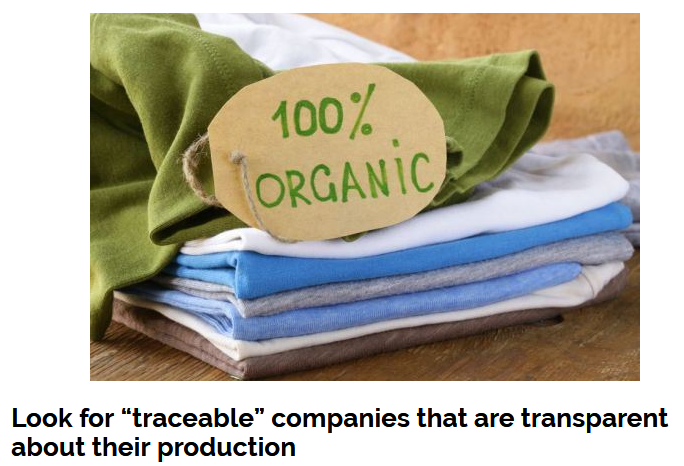 100%
ORGANiC
Look for “traceable” companies that are transparent
about their production